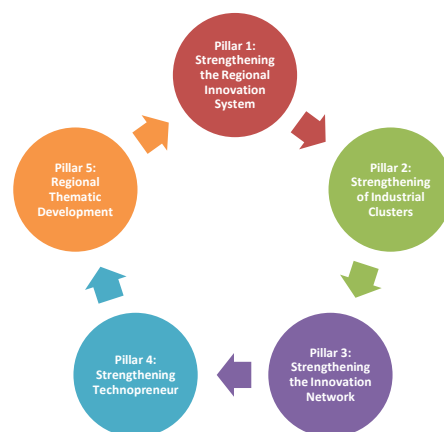 Pillar 1:
Strengthening
the Regional
Innovation
System
Pillar 2:
Strengthening
of Industrial
Clusters
Pillar 3:
Strengthening
the Innovation
Network
Pillar 4:
Strengthening
Technopreneur
Pillar 5:
Regional
Thematic
Development